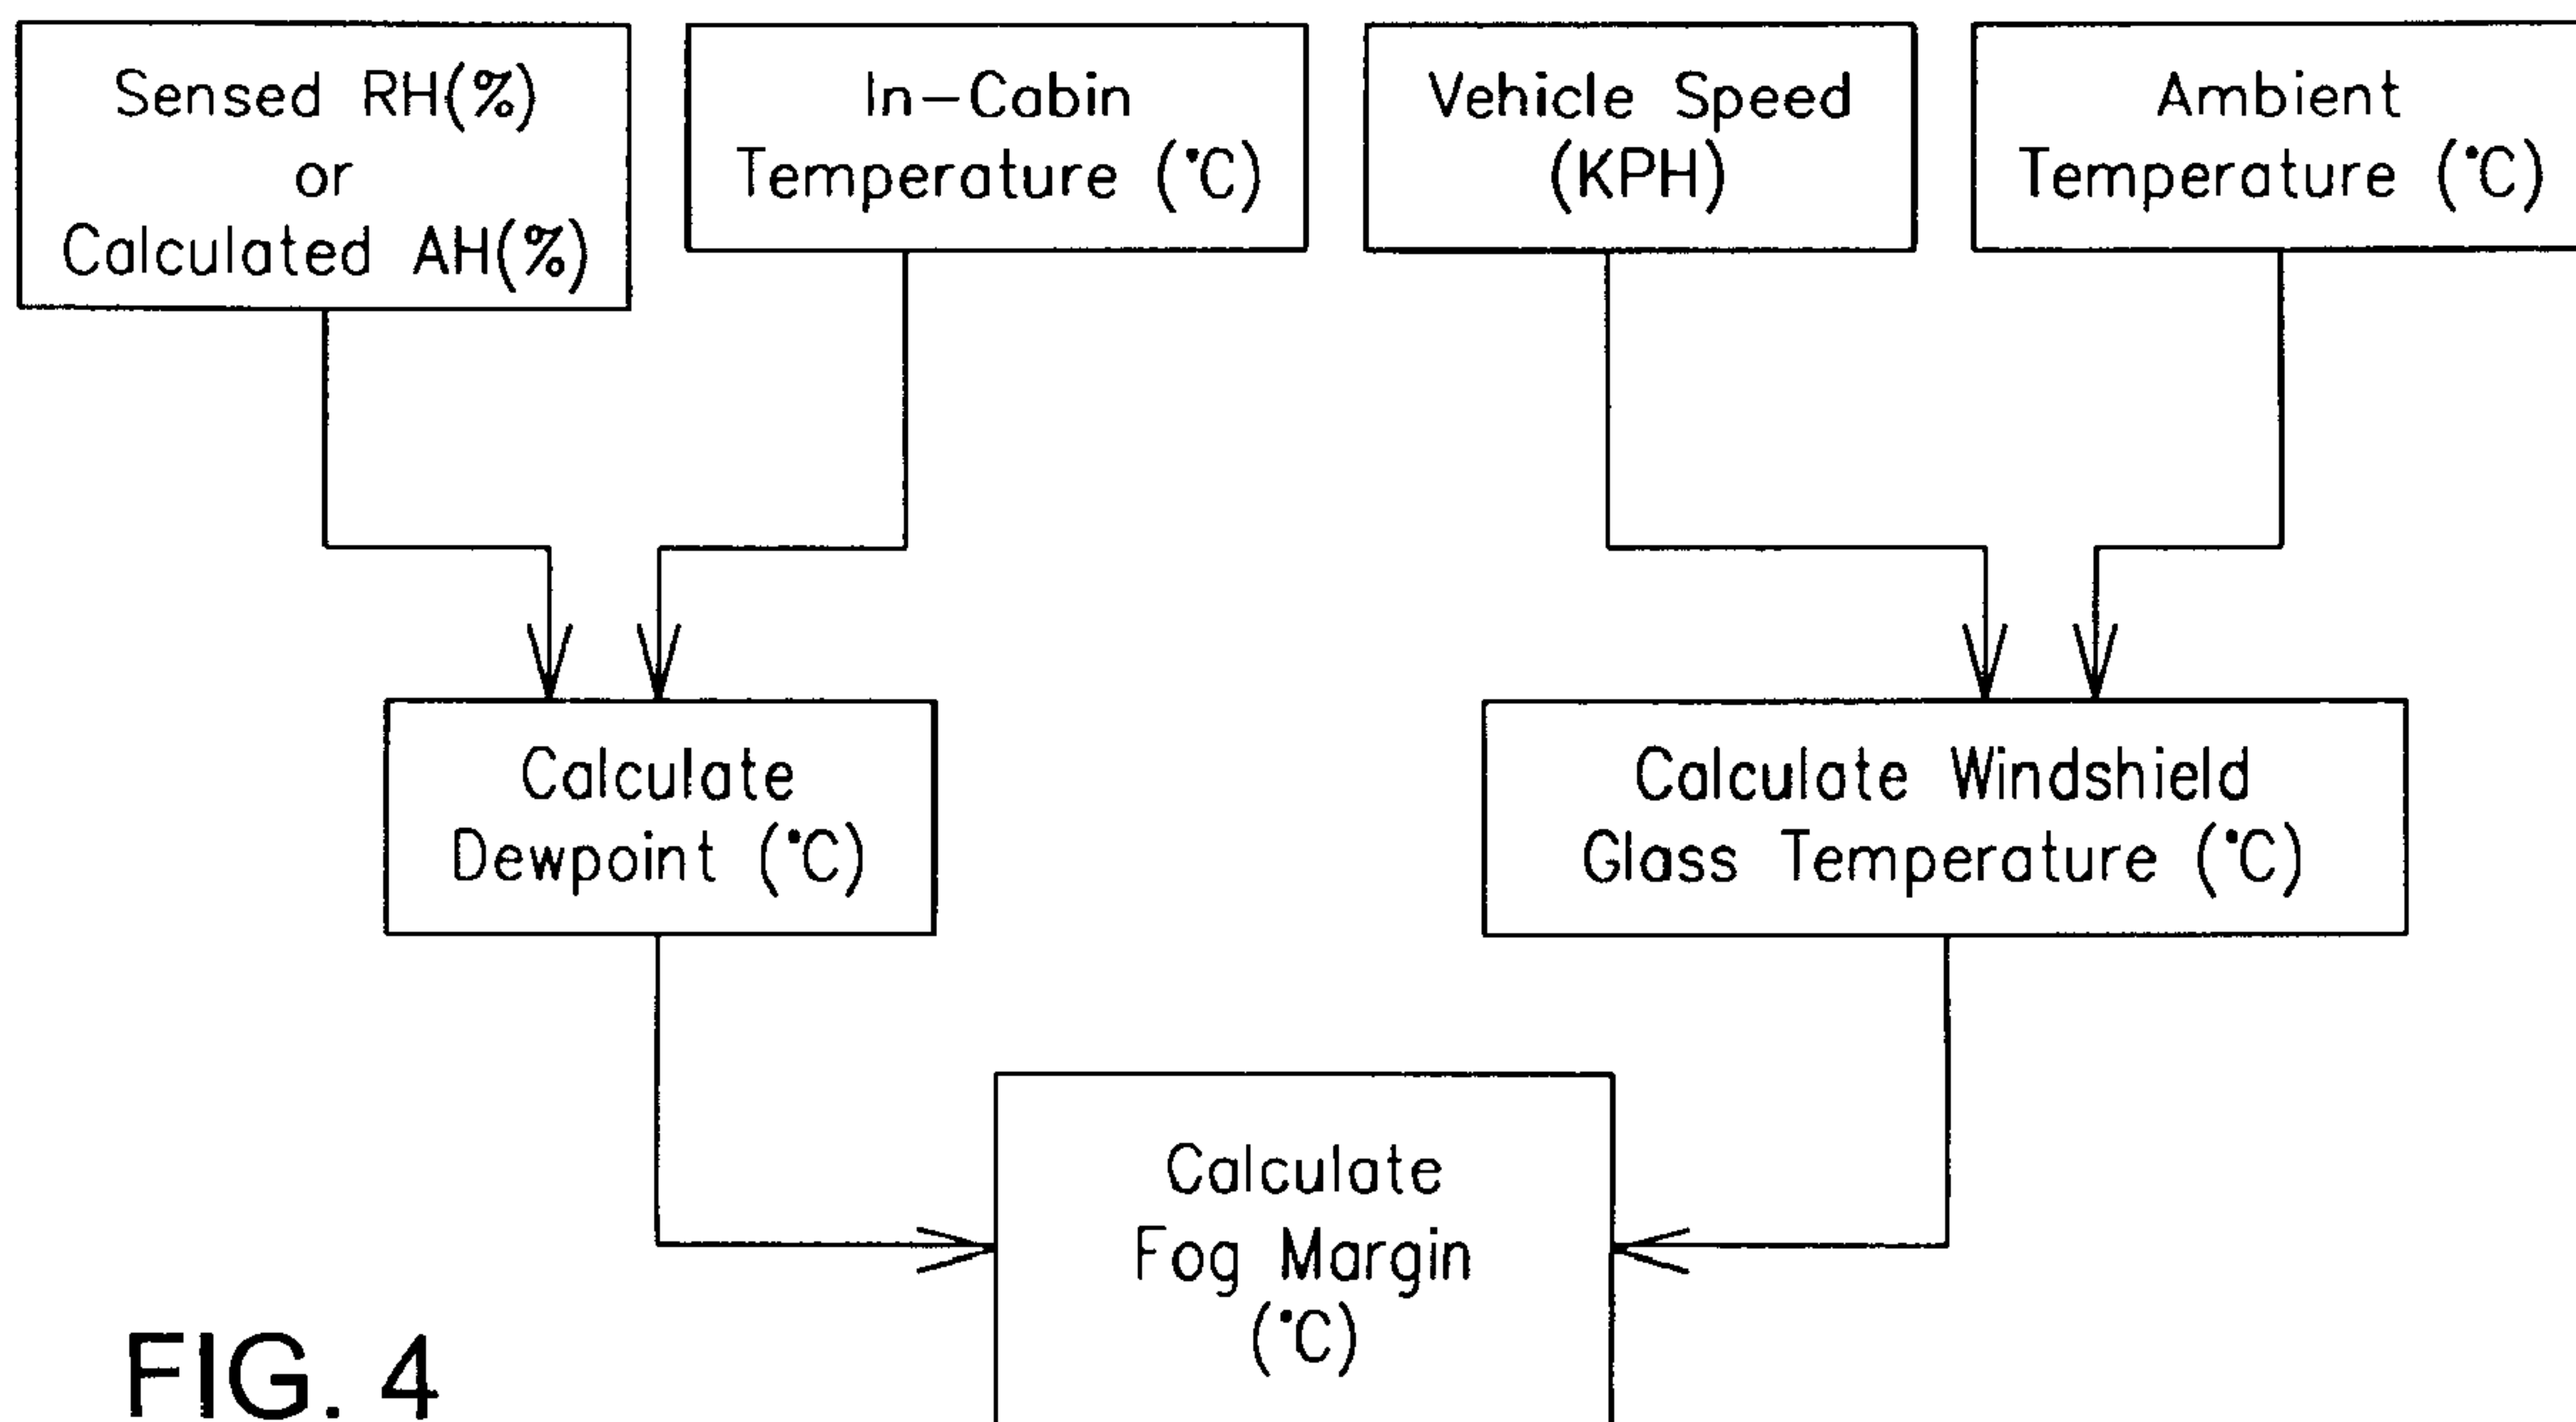 Sensed RH(%)
or
Calculated AH(%)
In-Cabin
Temperature (°C)
Vehicle Speed
(KPH)
Ambient
Temperature (°C)
Calculate
Dewpoint (°C)
Calculate Windshield
Glass Temperature (°C)
Calculate
Fog Margin
(°C)
FIG. 4